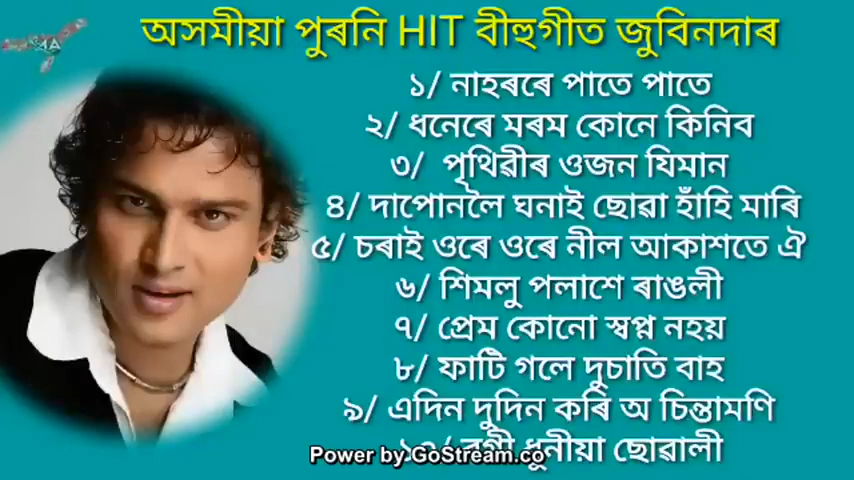 অসমীয়া পুৰনি HIT বীহুগীত জুবিনদাৰ
MA
১/ নাহৰৰে পাতে পাতে
২/ ধনেৰে মৰম কোনে কিনিব
৩/ পৃথিৱীৰ ওজন যিমান
৪/ দাপোনলৈ ঘনাই ছোৱা হাঁহি মাৰি
৫/ চৰাই ওৰে ওৰে নীল আকাশতে ঐ
৬/ শিমলু পলাশে ৰাঙলী
৭/ প্ৰেম কোনো স্বপ্ন নহয়
৮/ ফাটি গলে দুচাতি বাহ
৯/ এদিন দুদিন কৰি অ চিন্তামণি
ধুনীয়া ছোৱালী
Power by GoStream.co